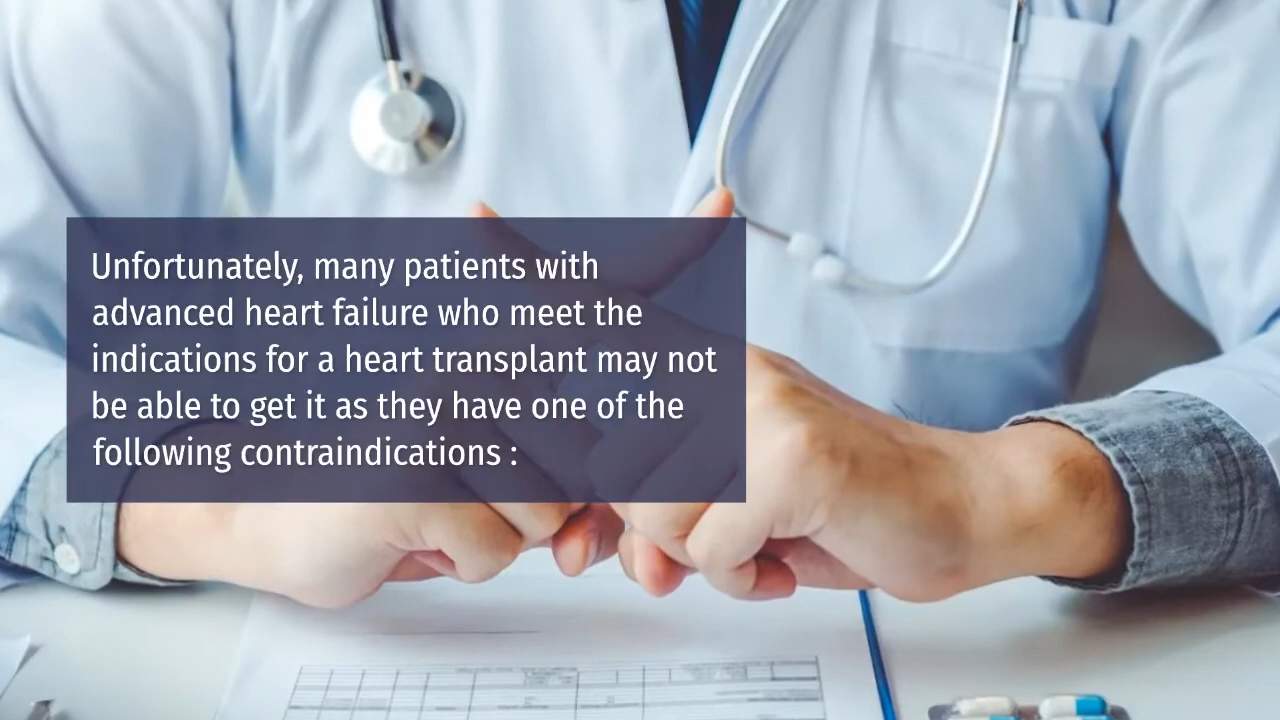 Unfortunately, many patients with
advanced heart failure who meet the
indications for a heart transplant may not
be able to get it as they have one of the
following contraindications :